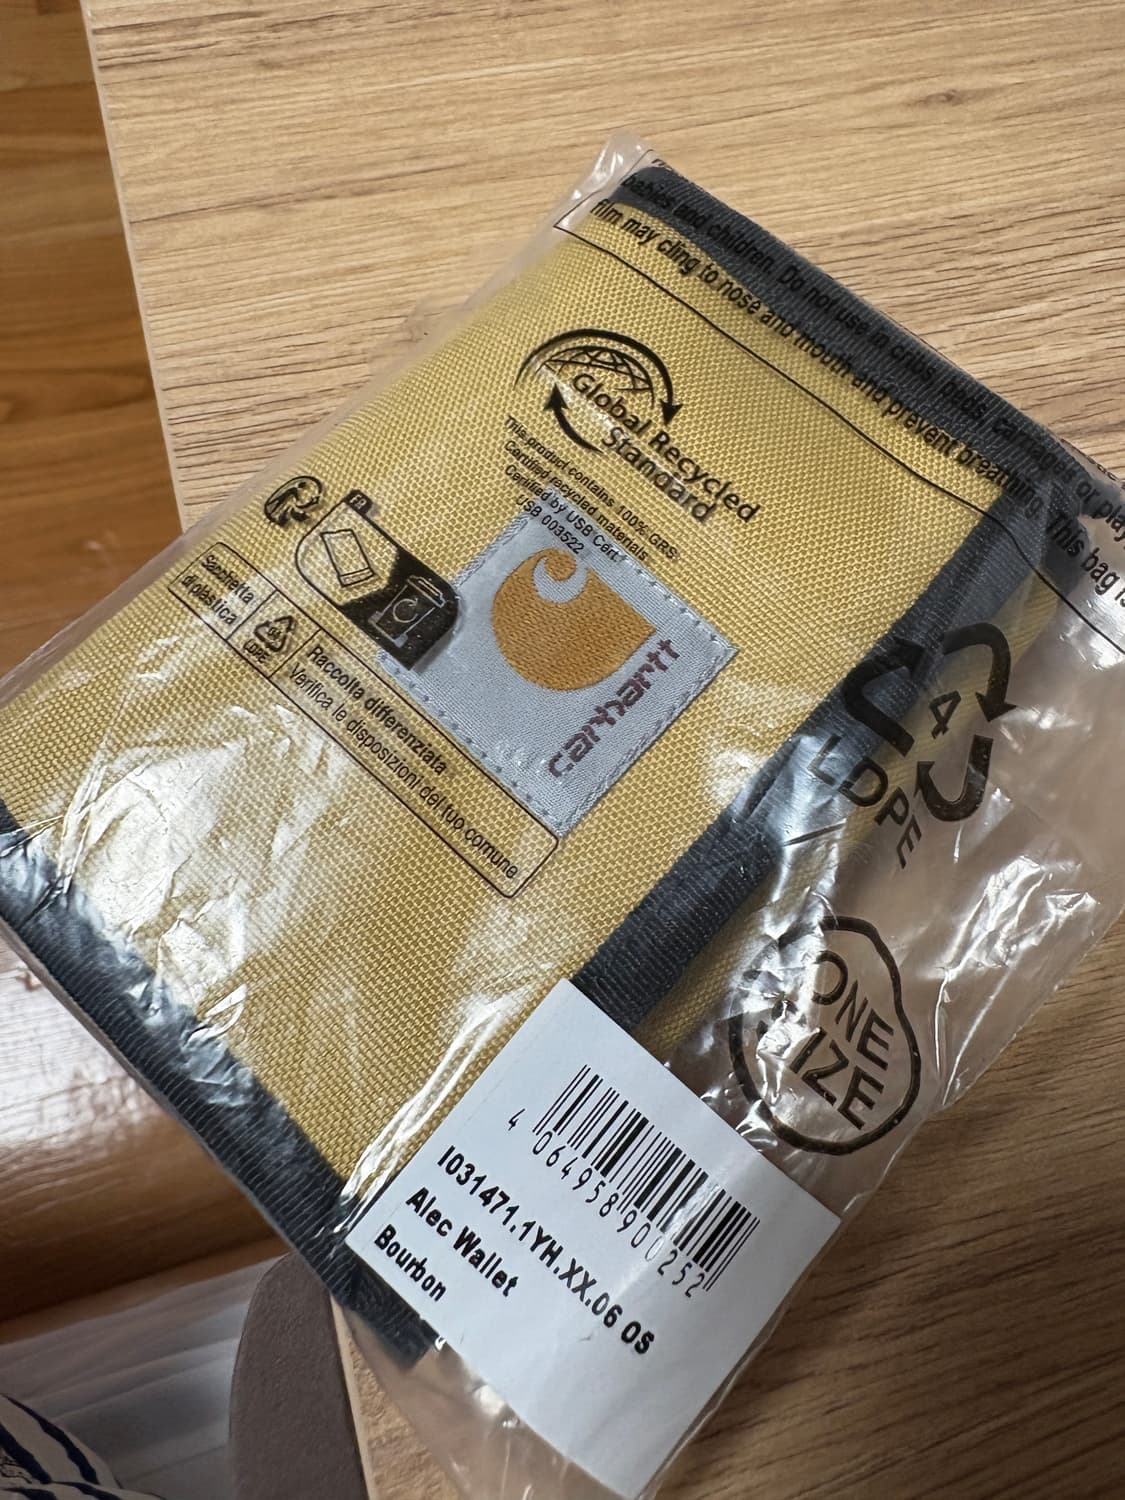 babies and children. Do not use in cribs, beds, carriages or play
film may cling to nose and mouth and prevent breathing. This bag is
Global Recycled
Standard
This product contains 100% GRS
Certified recycled materials.
Certified by USB Cert.
USB 003522
carhartt
Sacchetta
di plastica
LDPE
Raccolta differenziata
Verifica le disposizioni del tuo comune
4
LDPE
ONE
SIZE
4 064958 900252
I031471.1YH.XX.06 OS
Alec Wallet
Bourbon